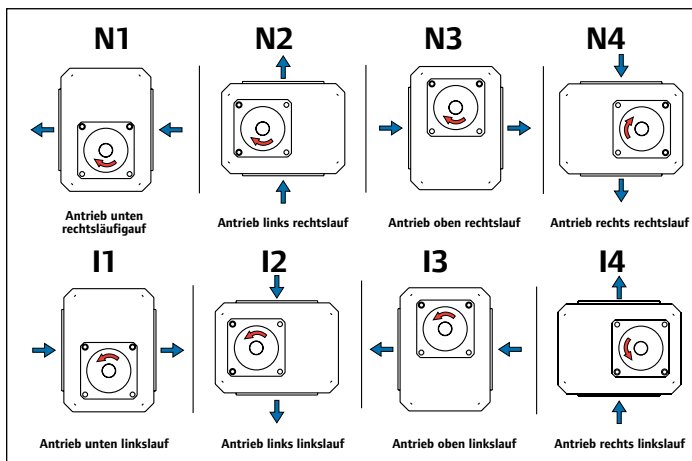 N1
N2
N3
N4
Antrieb unten
rechtsläufigauf
Antrieb links rechtslauf
Antrieb oben rechtslauf
Antrieb rechts rechtslauf
I1
I2
I3
I4
Antrieb unten linkslauf
Antrieb links linkslauf
Antrieb oben linkslauf
Antrieb rechts linkslauf